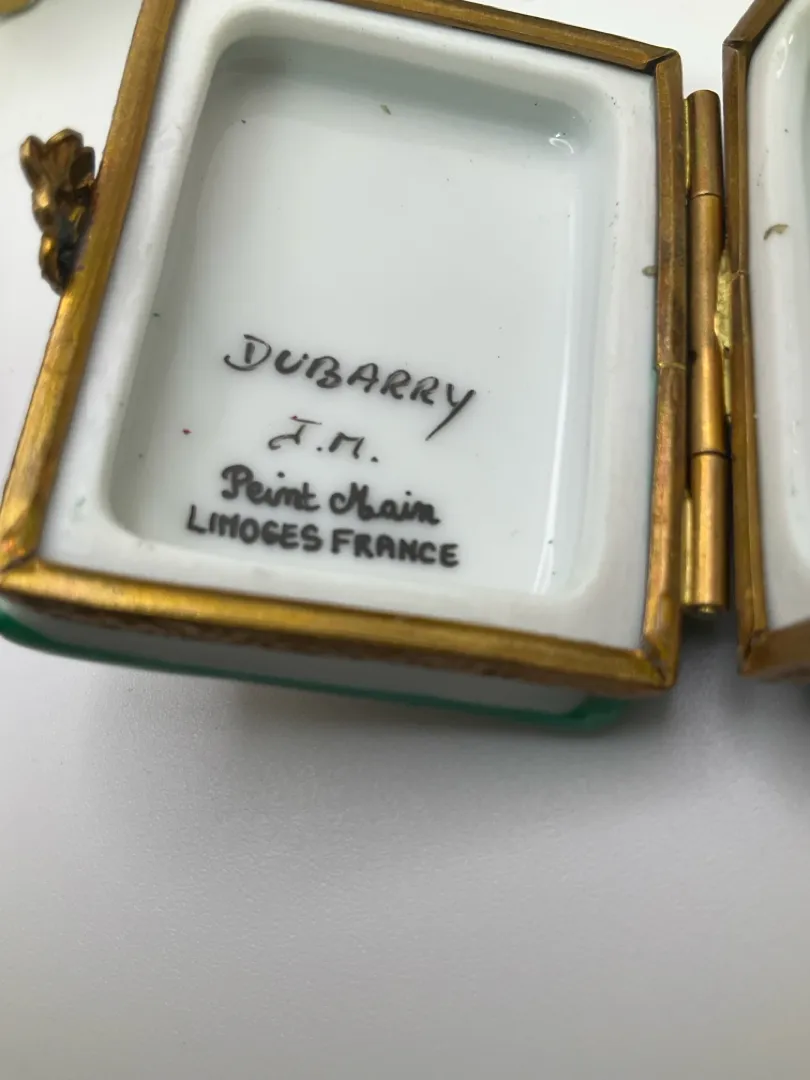 DUBARRY
J.M.
Peint Main
LIMOGES FRANCE